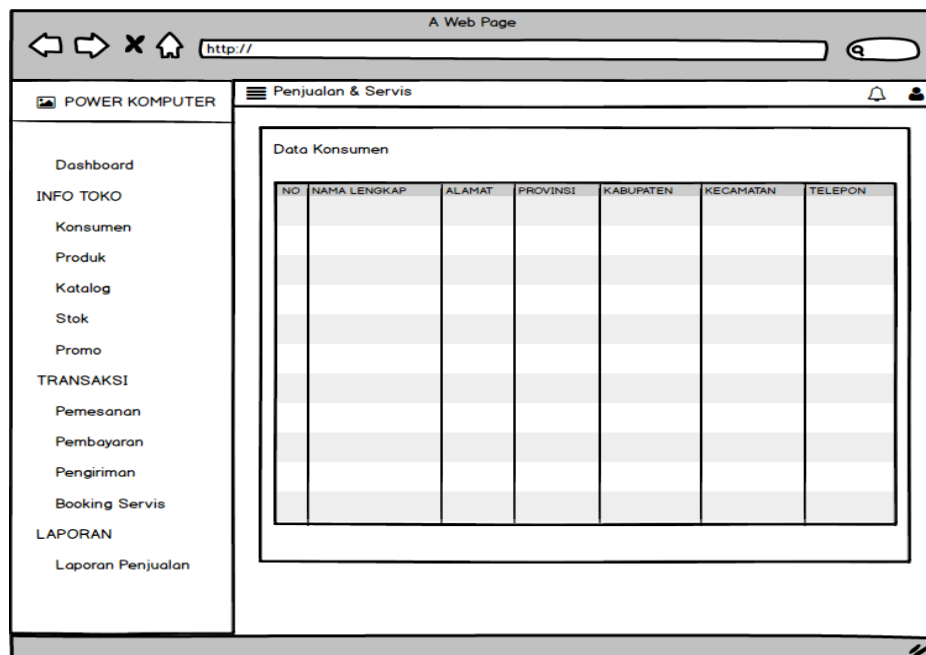 A Web Page
http://
POWER KOMPUTER
Penjualan & Servis
Dashboard
INFO TOKO
Konsumen
Produk
Katalog
Stok
Promo
TRANSAKSI
Pemesanan
Pembayaran
Pengiriman
Booking Servis
LAPORAN
Laporan Penjualan
Data Konsumen
NO NAMA LENGKAP ALAMAT PROVINSI KABUPATEN KECAMATAN TELEPON